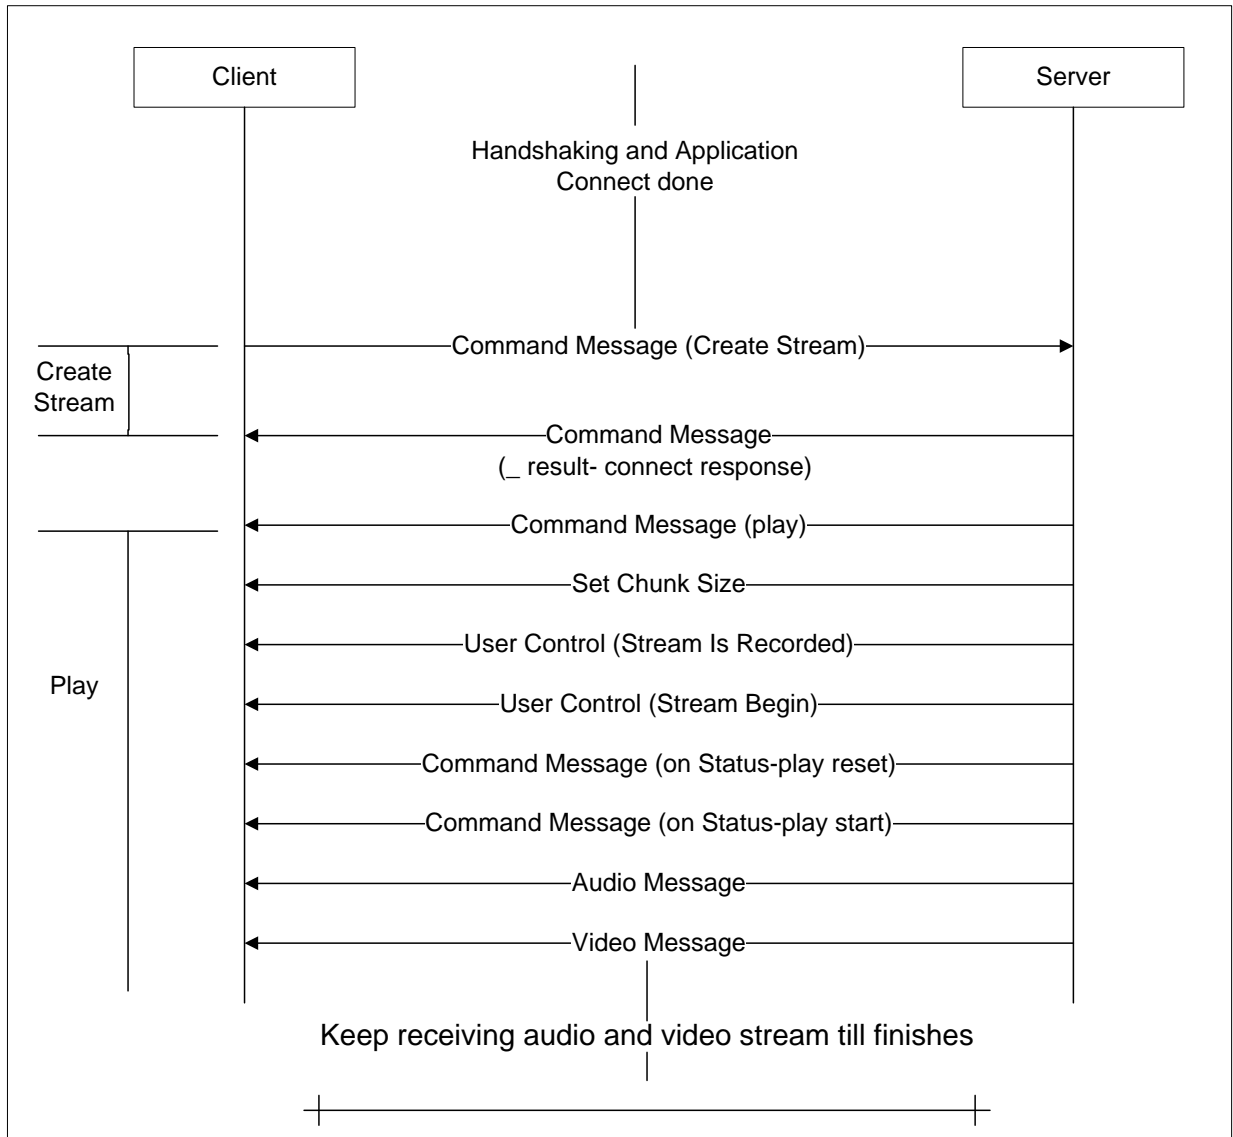 Client
Server
Handshaking and Application
Connect done
Command Message (Create Stream)
Create
Stream
Command Message
(_ result- connect response)
Command Message (play)
Set Chunk Size
User Control (Stream Is Recorded)
Play
User Control (Stream Begin)
Command Message (on Status-play reset)
Command Message (on Status-play start)
Audio Message
Video Message
Keep receiving audio and video stream till finishes